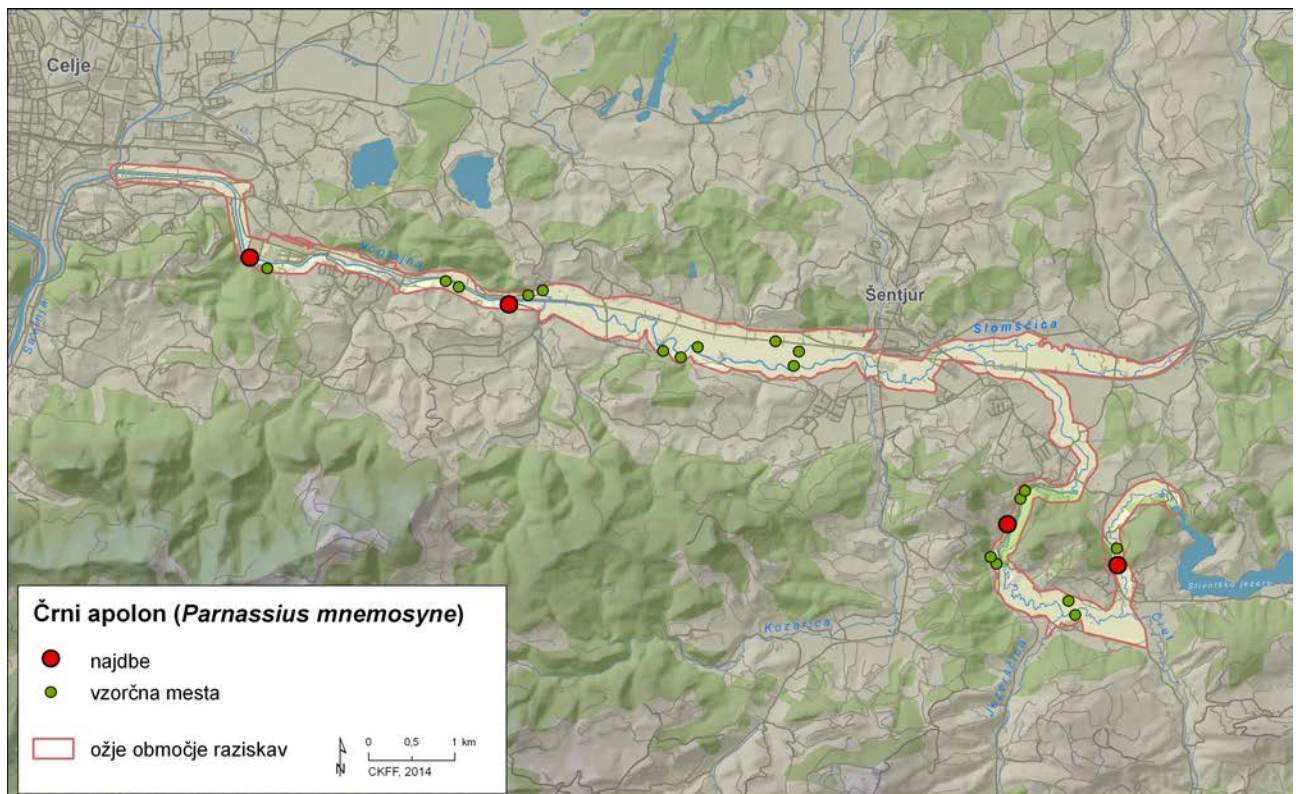 Celje
Voglajna
Savinja
Šentjur
Slomščica
Slivniško jezero
Kozarica
Jezerščica
Čret
Črni apolon (Parnassius mnemosyne)
najdbe
vzorčna mesta
ožje območje raziskav
N
0 0,5 1 km
CKFF, 2014